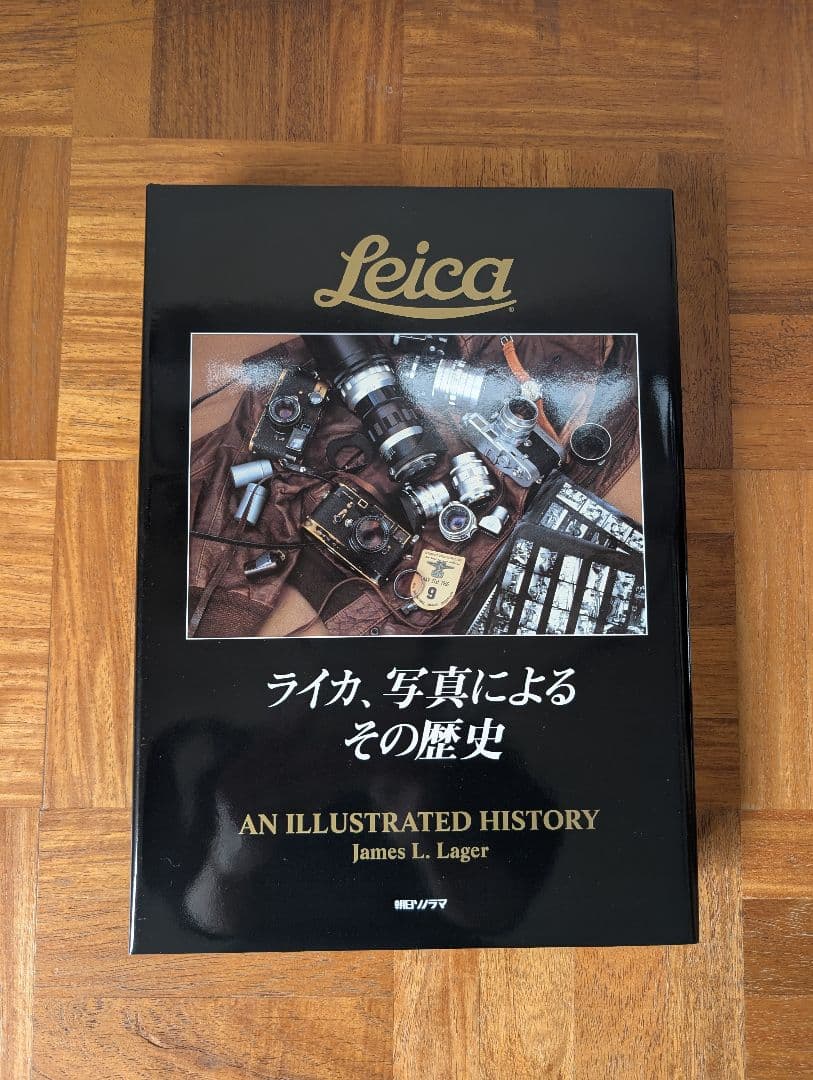 Leica
9
ライカ、写真による
その歴史
AN ILLUSTRATED HISTORY
James L. Lager
朝日ソノラマ